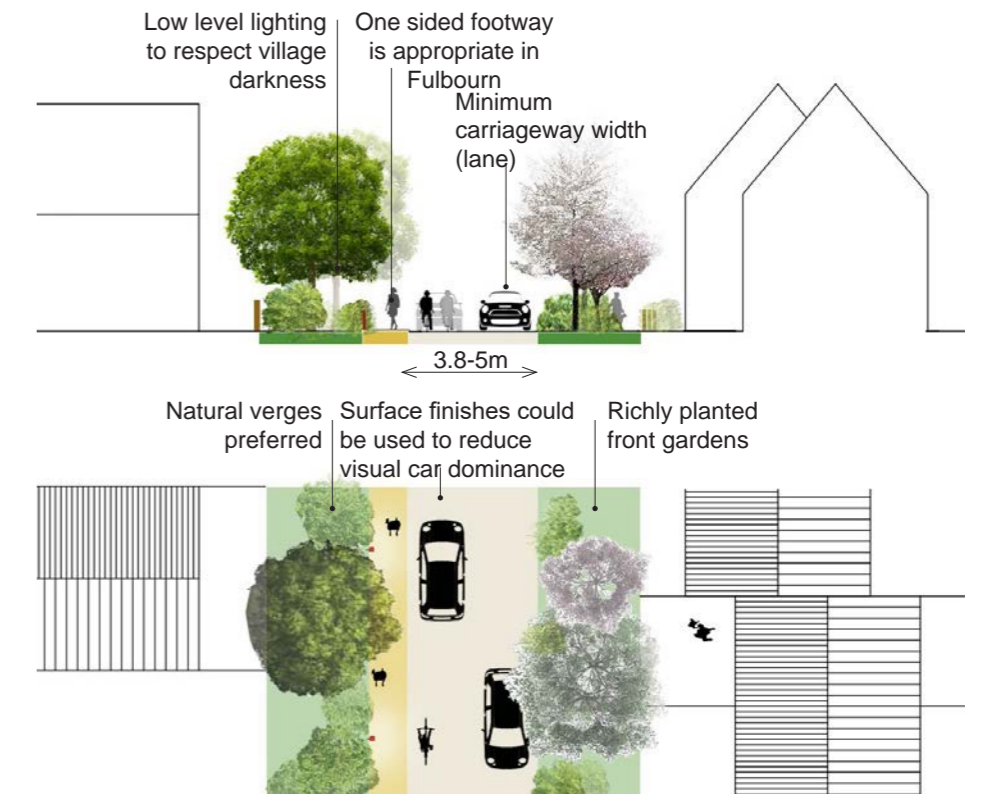 Low level lighting
to respect village
darkness
One sided footway
is appropriate in
Fulbourn
Minimum
carriageway width
(lane)
3.8-5m
Natural verges
preferred
Surface finishes could
be used to reduce
visual car dominance
Richly planted
front gardens